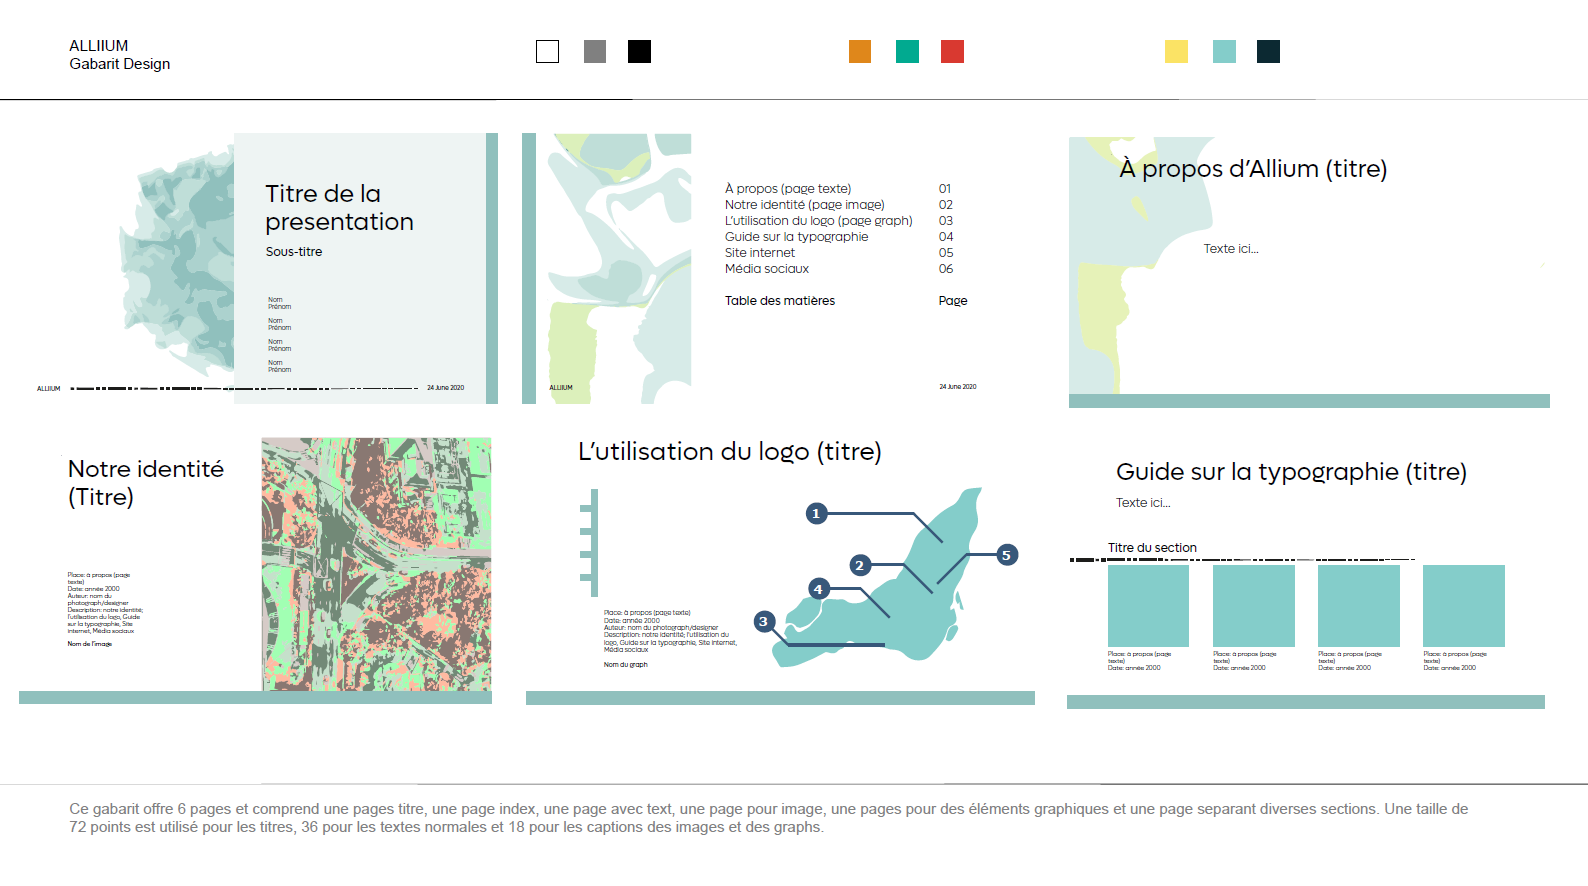 ALLIIUM
Gabarit Design
Titre de la
presentation
Sous-titre
Nom
Prénom
Nom
Prénom
Nom
Prénom
Nom
Prénom
ALLIIUM
24 June 2020
À propos (page texte) 01
Notre identité (page image) 02
L'utilisation du logo (page graph) 03
Guide sur la typographie 04
Site internet 05
Média sociaux 06
Table des matières Page
ALLIIUM
24 June 2020
À propos d'Allium (titre)
Texte ici...
Notre identité
(Titre)
Place: à propos (page
texte)
Date: année 2000
Auteur: nom du
photograph/designer
Description: notre identité;
l'utilisation du logo, Guide
sur la typographie, Site
internet, Média sociaux
Nom de l'image
L'utilisation du logo (titre)
1
2
5
4
3
Place: à propos (page texte)
Date: année 2000
Auteur: nom du photograph/designer
Description: notre identité; l'utilisation du
logo, Guide sur la typographie, Site internet,
Média sociaux
Nom du graph
Guide sur la typographie (titre)
Texte ici...
Titre du section
Place: à propos (page
texte)
Date: année 2000
Place: à propos (page
texte)
Date: année 2000
Place: à propos (page
texte)
Date: année 2000
Place: à propos (page
texte)
Date: année 2000
Ce gabarit offre 6 pages et comprend une pages titre, une page index, une page avec text, une page pour image, une pages pour des éléments graphiques et une page separant diverses sections. Une taille de
72 points est utilisé pour les titres, 36 pour les textes normales et 18 pour les captions des images et des graphs.